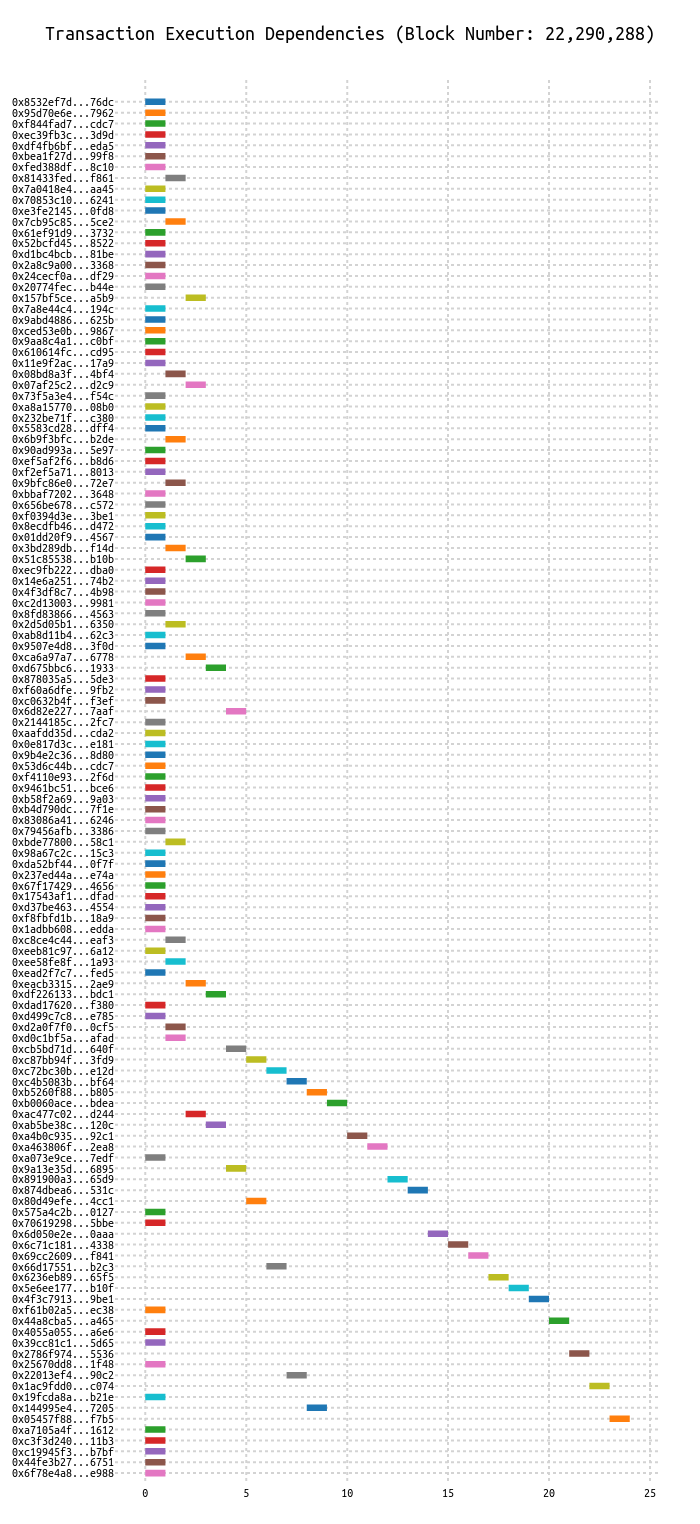 Transaction Execution Dependencies (Block Number: 22,290,288)
0x8532ef7d...76dc
0x95d70e6e...7962
0xf844fad7...cdc7
0xec39fb3c...3d9d
0xdf4fb6bf...eda5
0xbea1f27d...99f8
0xfed388df...8c10
0x81433fed...f861
0x7a0418e4...aa45
0x70853c10...6241
0xe3fe2145...0fd8
0x7cb95c85...5ce2
0x61ef91d9...3732
0x52bcfd45...8522
0xd1bc4bcb...81be
0x2a8c9a00...3368
0x24cecf0a...df29
0x20774fec...b44e
0x157bf5ce...a5b9
0x7a8e44c4...194c
0x9abd4886...625b
0xced53e0b...9867
0x9aa8c4a1...c0bf
0x610614fc...cd95
0x11e9f2ac...17a9
0x08bd8a3f...4bf4
0x07af25c2...d2c9
0x73f5a3e4...f54c
0xa8a15770...08b0
0x232be71f...c380
0x5583cd28...dff4
0x6b9f3bfc...b2de
0x90ad993a...5e97
0xef5af2f6...b8d6
0xf2ef5a71...8013
0x9bfc86e0...72e7
0xbbaf7202...3648
0x656be678...c572
0xf0394d3e...3be1
0x8ecdfb46...d472
0x01dd20f9...4567
0x3bd289db...f14d
0x51c85538...b10b
0xec9fb222...dba0
0x14e6a251...74b2
0x4f3df8c7...4b98
0xc2d13003...9981
0x8fd83866...4563
0x2d5d05b1...6350
0xab8d11b4...62c3
0x9507e4d8...3f0d
0xca6a97a7...6778
0xd675bbc6...1933
0x878035a5...5de3
0xf60a6dfe...9fb2
0xc0632b4f...f3ef
0x6d82e227...7aaf
0x2144185c...2fc7
0xaafdd35d...cda2
0x0e817d3c...e181
0x9b4e2c36...8d80
0x53d6c44b...cdc7
0xf4110e93...2f6d
0x9461bc51...bce6
0xb58f2a69...9a03
0xb4d790dc...7f1e
0x83086a41...6246
0x79456afb...3386
0xbde77800...58c1
0x98a67c2c...15c3
0xda52bf44...0f7f
0x237ed44a...e74a
0x67f17429...4656
0x17543af1...dfad
0xd37be463...4554
0xf8fbfd1b...18a9
0x1adbb608...edda
0xc8ce4c44...eaf3
0xeeb81c97...6a12
0xee58fe8f...1a93
0xead2f7c7...fed5
0xeacb3315...2ae9
0xdf226133...bdc1
0xdad17620...f380
0xd499c7c8...e785
0xd2a0f7f0...0cf5
0xd0c1bf5a...afad
0xcb5bd71d...640f
0xc87bb94f...3fd9
0xc72bc30b...e12d
0xc4b5083b...bf64
0xb5260f88...b805
0xb0060ace...bdea
0xac477c02...d244
0xab5be38c...120c
0xa4b0c935...92c1
0xa463806f...2ea8
0xa073e9ce...7edf
0x9a13e35d...6895
0x891900a3...65d9
0x874dbea6...531c
0x80d49efe...4cc1
0x575a4c2b...0127
0x70619298...5bbe
0x6d050e2e...0aaa
0x6c71c181...4338
0x69cc2609...f841
0x66d17551...b2c3
0x6236eb89...65f5
0x5e6ee177...b10f
0x4f3c7913...9be1
0xf61b02a5...ec38
0x44a8cba5...a465
0x4055a055...a6e6
0x39cc81c1...5d65
0x2786f974...5536
0x25670dd8...1f48
0x22013ef4...90c2
0x1ac9fdd0...c074
0x19fcda8a...b21e
0x144995e4...7205
0x05457f88...f7b5
0xa7105a4f...1612
0xc3f3d240...11b3
0xc19945f3...b7bf
0x44fe3b27...6751
0x6f78e4a8...e988
0 5 10 15 20 25